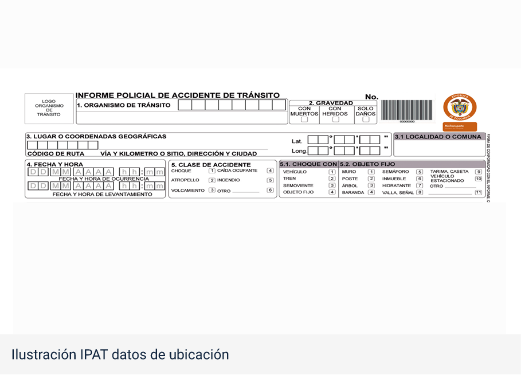 LOGO
ORGANISMO
DE
TRANSITO
INFORME POLICIAL DE ACCIDENTE DE TRÁNSITO
No.
1. ORGANISMO DE TRÁNSITO
2. GRAVEDAD
CON MUERTOS CON HERIDOS SOLO DAÑOS
3. LUGAR O COORDENADAS GEOGRÁFICAS
Lat.
Long
3.1 LOCALIDAD O COMUNA
CÓDIGO DE RUTA VÍA Y KILOMETRO O SITIO, DIRECCIÓN Y CIUDAD
4. FECHA Y HORA
D D M M A A A A h h : m m
FECHA Y HORA DE OCURRENCIA
D D M M A A A A h h : m m
FECHA Y HORA DE LEVANTAMIENTO
5. CLASE DE ACCIDENTE
CHOQUE 1 CAÍDA OCUPANTE 4
ATROPELLO 2 INCENDIO 5
VOLCAMIENTO 3 OTRO 6
5.1. CHOQUE CON 5.2. OBJETO FIJO
VEHÍCULO 1 MURO 1 SEMÁFORO 5 TARIMA, CASETA 9
TREN 2 POSTE 2 INMUEBLE 6 VEHÍCULO ESTACIONADO 10
SEMOVIENTE 3 ÁRBOL 3 HIDRATANTE 7 OTRO 11
OBJETO FIJO 4 BARANDA 4 VALLA, SEÑAL 8
Ilustración IPAT datos de ubicación